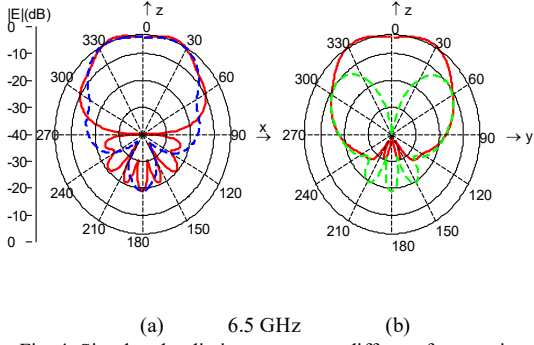 |E|(dB) ↑ z ↑ z
0 0 0
-10 330 30 330 30
-20 300 60 300 60
-30
-40 270 90 x → 270 90 → y
-30
-20 240 120 240 120
-10 210 150 210 150
0 180 180
(a) 6.5 GHz (b)